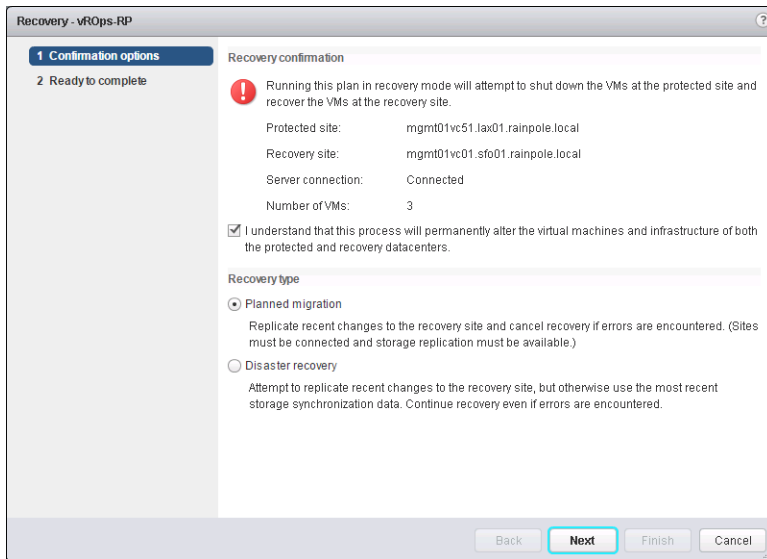 Recovery - vROps-RP
?
1 Confirmation options
2 Ready to complete
Recovery confirmation
Running this plan in recovery mode will attempt to shut down the VMs at the protected site and
recover the VMs at the recovery site.
Protected site: mgmt01vc51.lax01.rainpole.local
Recovery site: mgmt01vc01.sfo01.rainpole.local
Server connection: Connected
Number of VMs: 3
I understand that this process will permanently alter the virtual machines and infrastructure of both
the protected and recovery datacenters.
Recovery type
Planned migration
Replicate recent changes to the recovery site and cancel recovery if errors are encountered. (Sites
must be connected and storage replication must be available.)
Disaster recovery
Attempt to replicate recent changes to the recovery site, but otherwise use the most recent
storage synchronization data. Continue recovery even if errors are encountered.
Back Next Finish Cancel